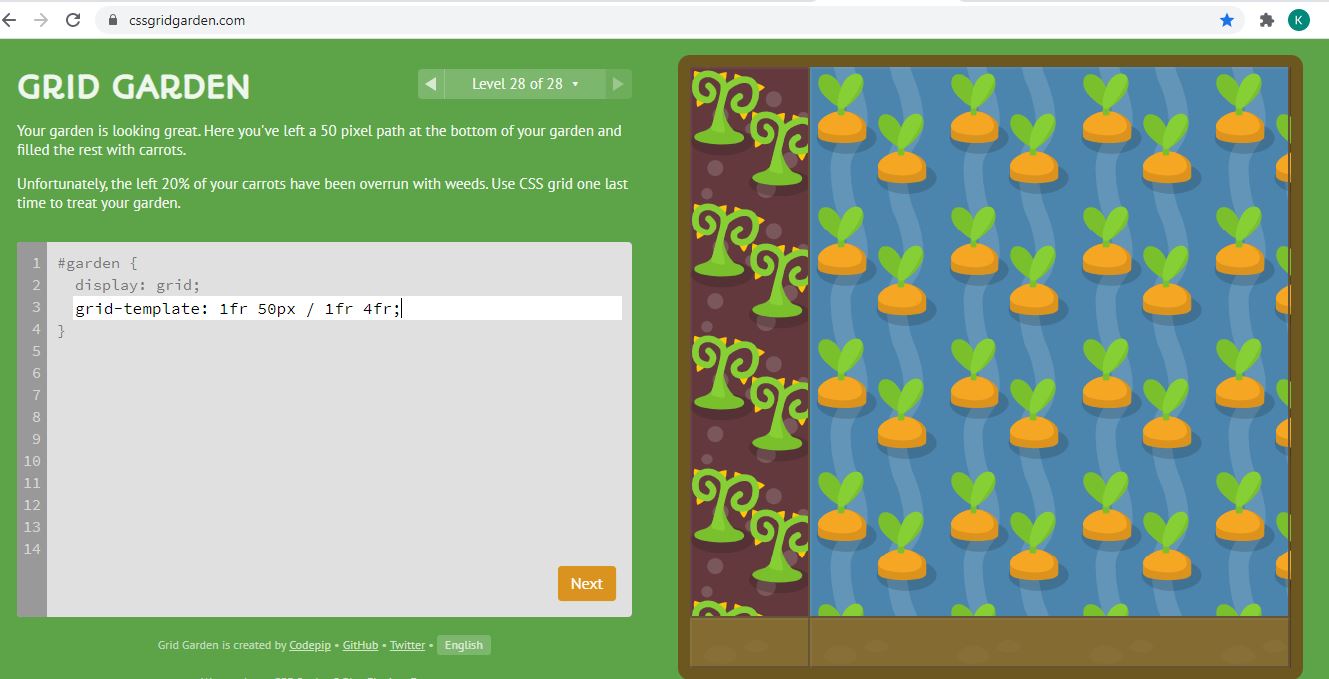 cssgridgarden.com
K
GRID GARDEN
Level 28 of 28
Your garden is looking great. Here you've left a 50 pixel path at the bottom of your garden and
filled the rest with carrots.
Unfortunately, the left 20% of your carrots have been overrun with weeds. Use CSS grid one last
time to treat your garden.
1 #garden {
2 display: grid;
3 grid-template: 1fr 50px / 1fr 4fr;
4 }
5
6
7
8
9
10
11
12
13
14
Next
Grid Garden is created by Codepip • GitHub • Twitter • English